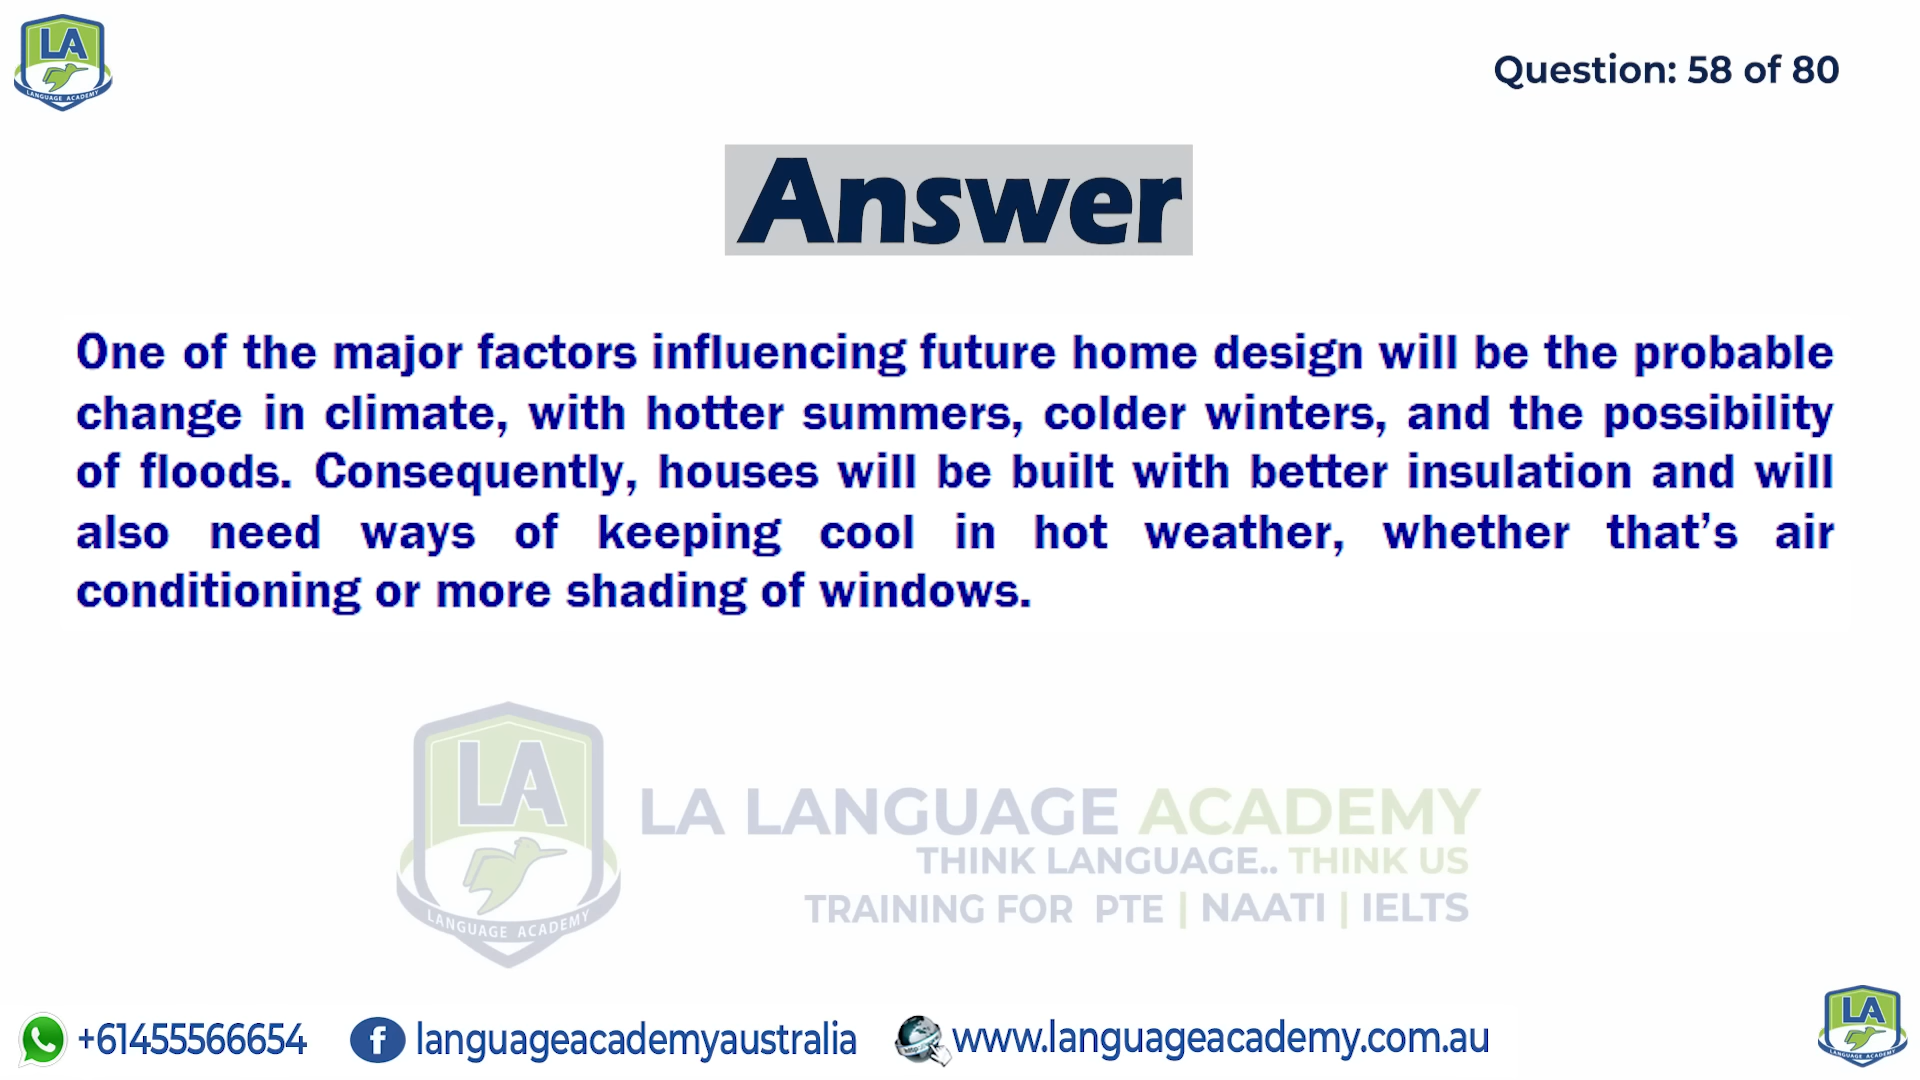 LA
LANGUAGE ACADEMY
Question: 58 of 80
Answer
One of the major factors influencing future home design will be the probable
change in climate, with hotter summers, colder winters, and the possibility
of floods. Consequently, houses will be built with better insulation and will
also need ways of keeping cool in hot weather, whether that’s air
conditioning or more shading of windows.
LA
LANGUAGE ACADEMY
LA LANGUAGE ACADEMY
THINK LANGUAGE.. THINK US
TRAINING FOR PTE | NAATI | IELTS
+61455566654
f languageacademyaustralia
http:// www.languageacademy.com.au
LA
LANGUAGE ACADEMY